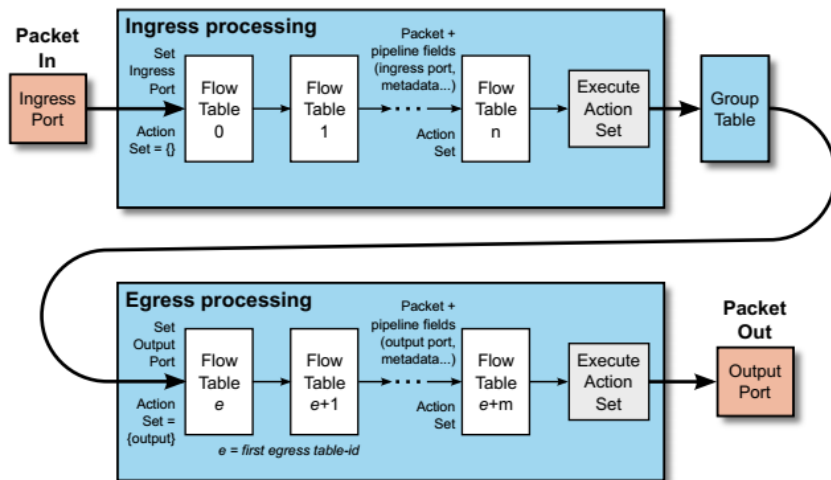 Ingress processing
Packet
In
Ingress
Port
Set
Ingress
Port
Action
Set = {}
Flow
Table
0
Flow
Table
1
Packet +
pipeline fields
(ingress port,
metadata...)
Action
Set
Flow
Table
n
Execute
Action
Set
Group
Table
Egress processing
Set
Output
Port
Action
Set =
{output}
Flow
Table
e
Flow
Table
e+1
e = first egress table-id
Packet +
pipeline fields
(output port,
metadata...)
Action
Set
Flow
Table
e+m
Execute
Action
Set
Packet
Out
Output
Port